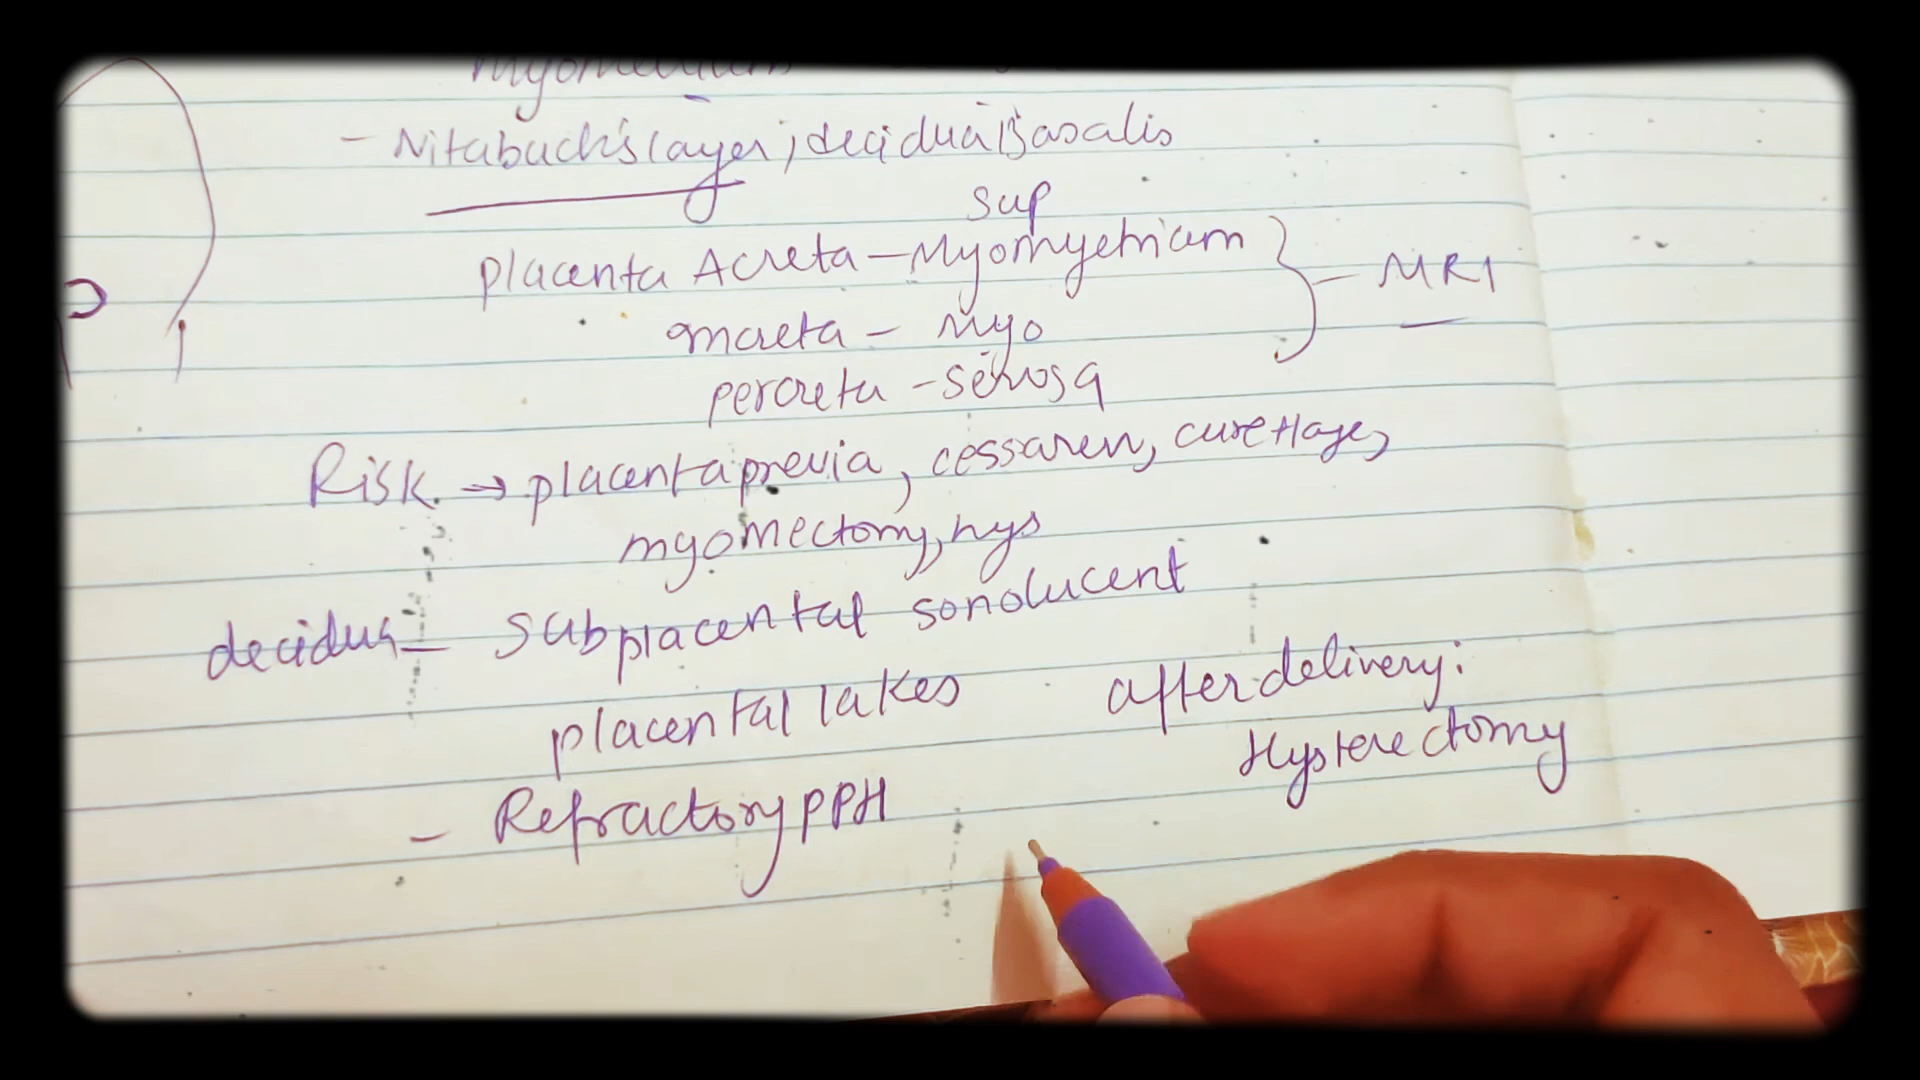 - Nitabuch's layer ; decidua Basalis
sup
placenta Acreta - Myomyetrium } - MRI
increta - Myo
percreta - serosa
Risk → placenta previa, cessaren, curettage,
myomectomy, hys
decidua - subplacental sonolucent
placental lakes
after delivery:
Hysterectomy
- Refractory PPH